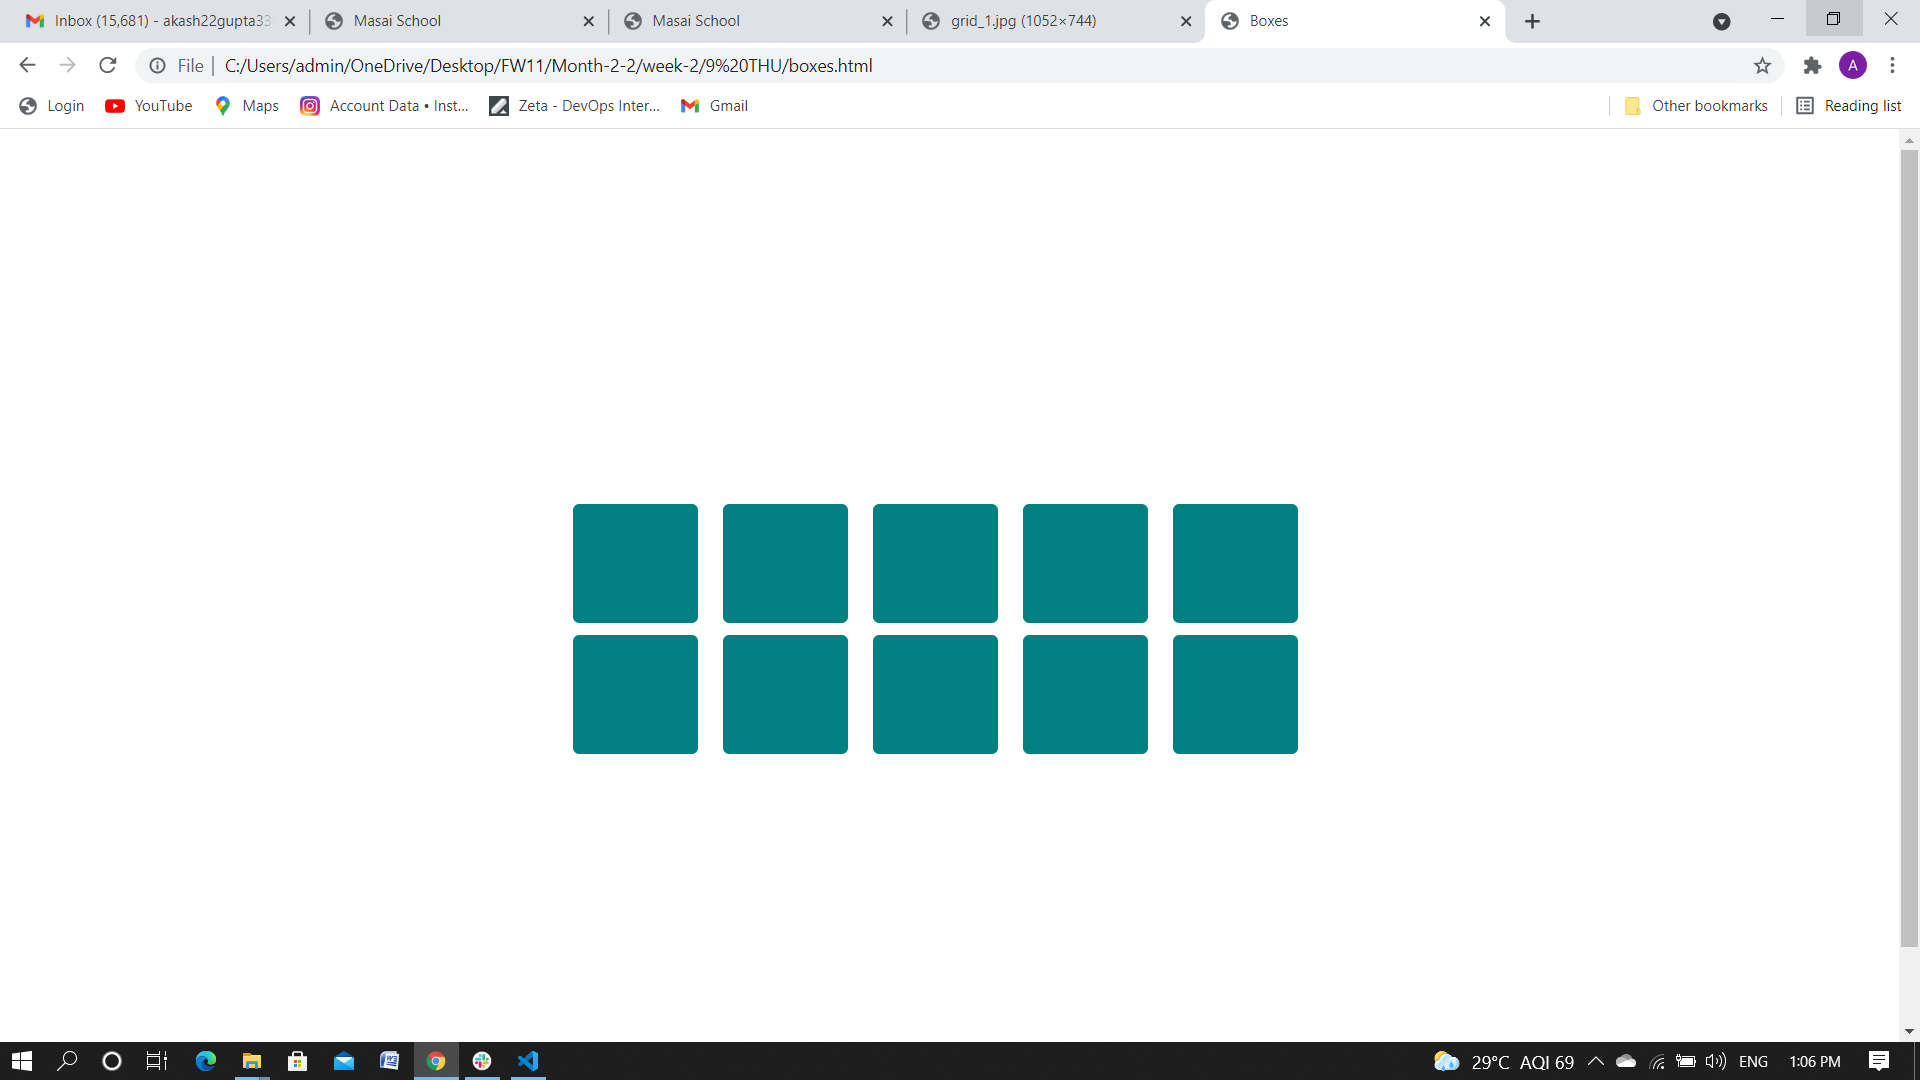 Inbox (15,681) - akash22gupta33
Masai School
Masai School
grid_1.jpg (1052×744)
Boxes
File
C:/Users/admin/OneDrive/Desktop/FW11/Month-2-2/week-2/9%20THU/boxes.html
A
Login
YouTube
Maps
Account Data • Inst...
Zeta - DevOps Inter...
Gmail
Other bookmarks
Reading list
29°C AQI 69
ENG
1:06 PM